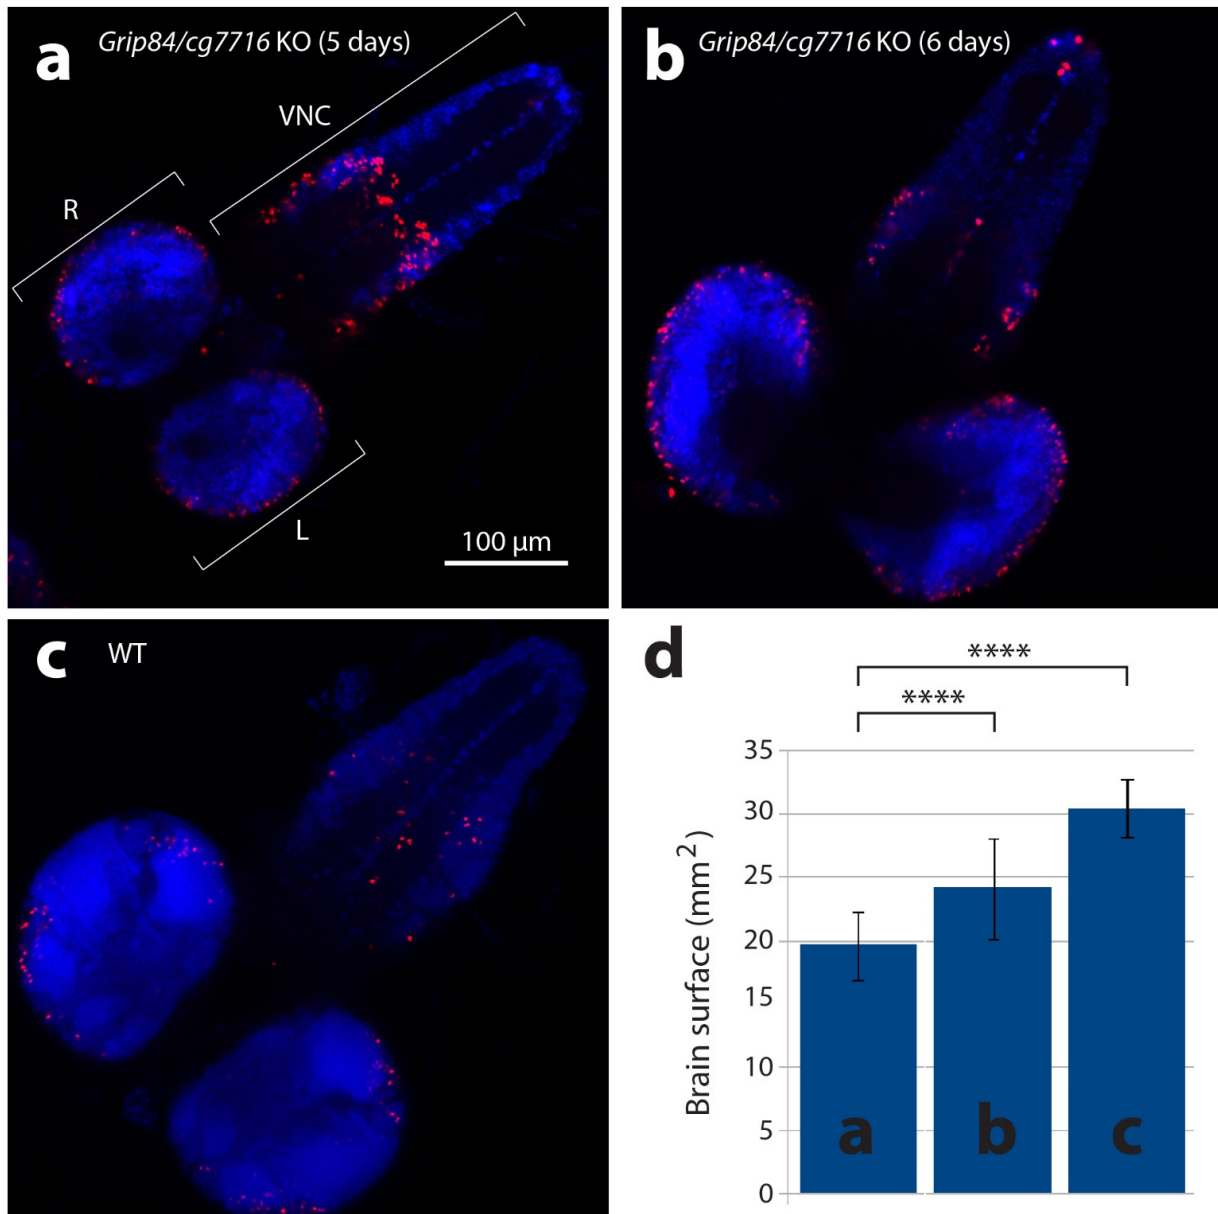 a
Grip84/cg7716 KO (5 days)
VNC
R
L
100 µm
b
Grip84/cg7716 KO (6 days)
c
WT
d
****
****
Brain surface (mm²)
35
30
25
20
15
10
5
0
a
b
c